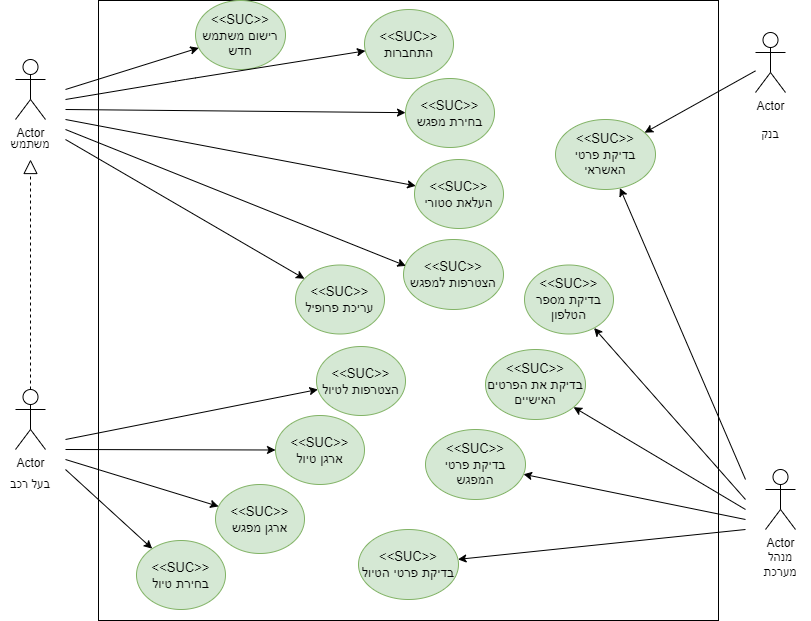 <<SUC>>
רישום משתמש
חדש
<<SUC>>
התחברות
<<SUC>>
בחירת מפגש
<<SUC>>
העלאת סטורי
<<SUC>>
הצטרפות למפגש
<<SUC>>
עריכת פרופיל
Actor
משתמש
Actor
בנק
<<SUC>>
בדיקת פרטי
האשראי
<<SUC>>
בדיקת מספר
הטלפון
<<SUC>>
בדיקת את הפרטים
האישיים
<<SUC>>
בדיקת פרטי
המפגש
<<SUC>>
בדיקת פרטי הטיול
<<SUC>>
הצטרפות לטיול
<<SUC>>
ארגן טיול
<<SUC>>
ארגן מפגש
<<SUC>>
בחירת טיול
Actor
בעל רכב
Actor
מנהל
מערכת